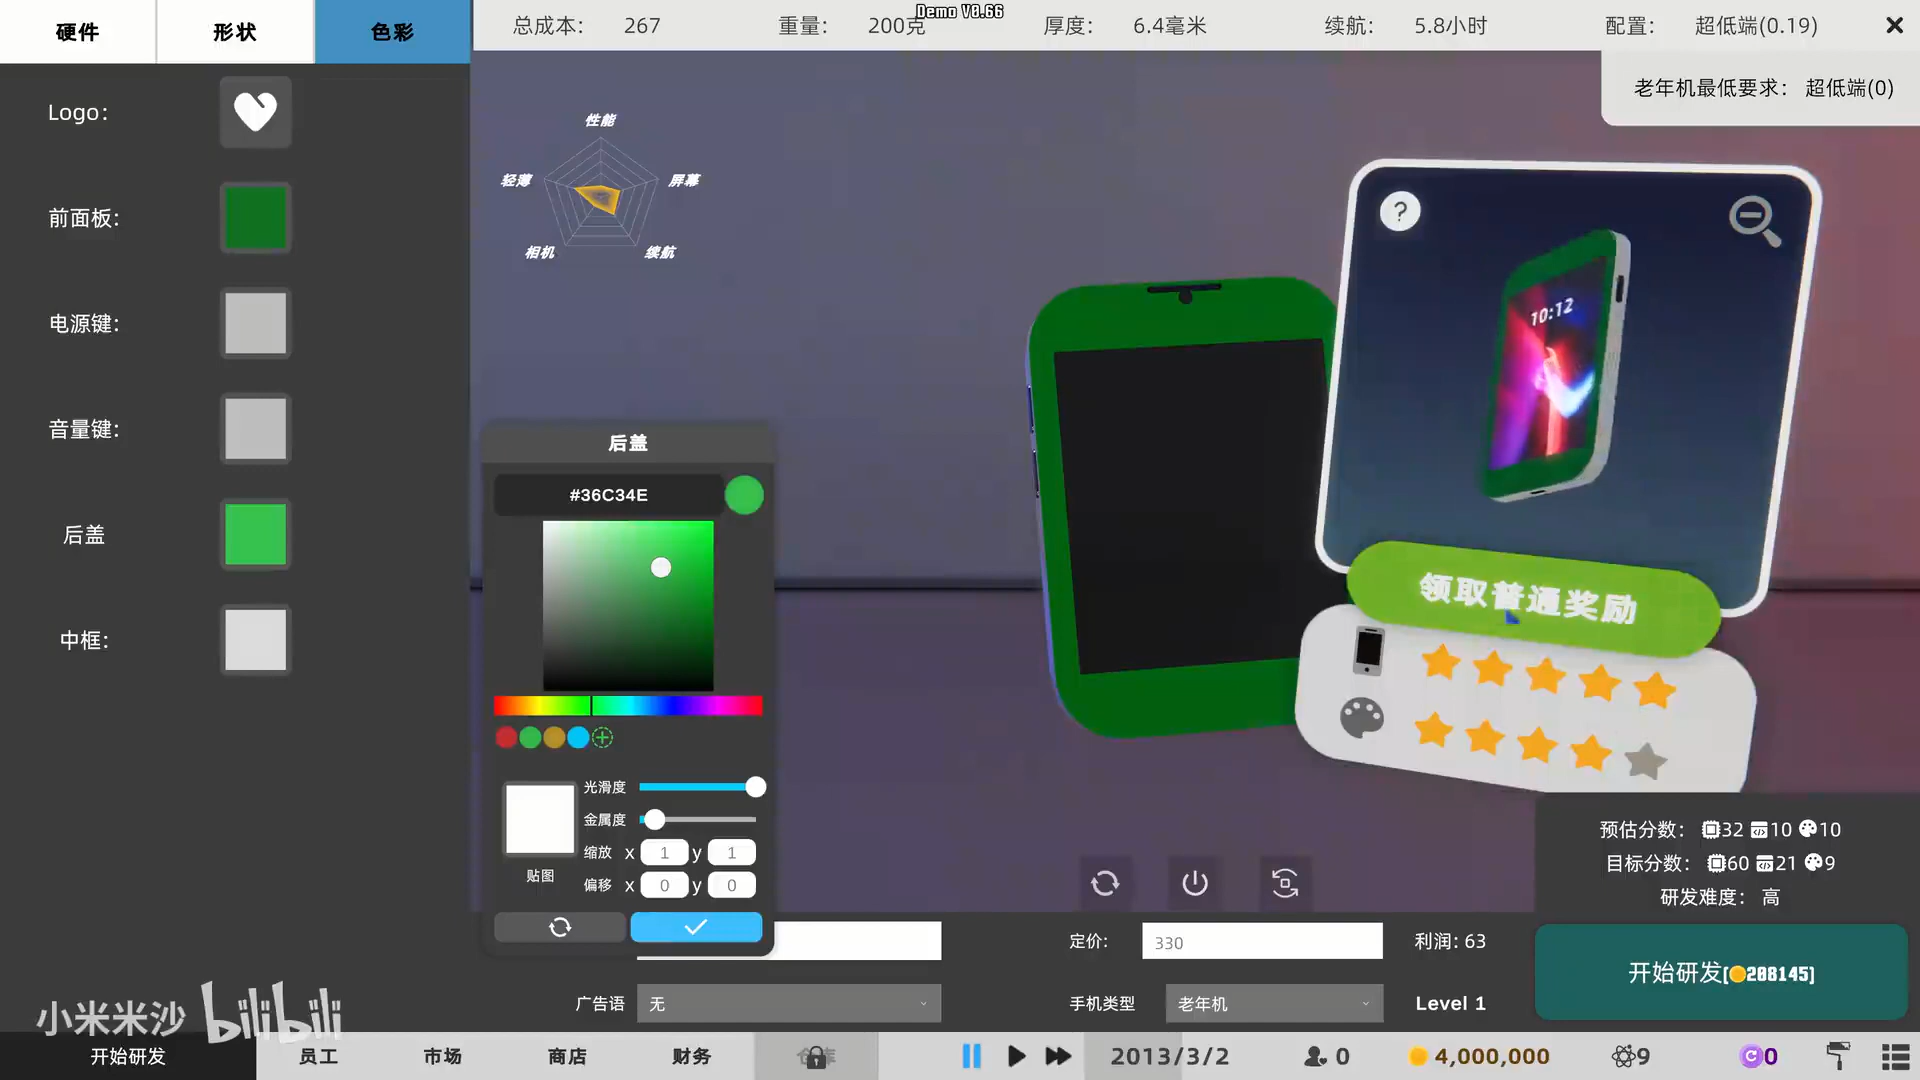 硬件
形状
色彩
总成本: 267
重量: 200克
Demo V0.66
厚度: 6.4毫米
续航: 5.8小时
配置: 超低端(0.19)
老年机最低要求: 超低端(0)
Logo:
前面板:
电源键:
音量键:
后盖
中框:
性能
轻薄
屏幕
相机
续航
?
10:12
领取普通奖励
后盖
#36C34E
光滑度
金属度
缩放 x 1 y 1
偏移 x 0 y 0
贴图
预估分数: 32 10 10
目标分数: 60 21 9
研发难度: 高
定价: 330
利润: 63
开始研发[208145]
广告语 无
手机类型 老年机
Level 1
小米米沙 bilibili
开始研发
员工
市场
商店
财务
2013/3/2
0
4,000,000
9
0